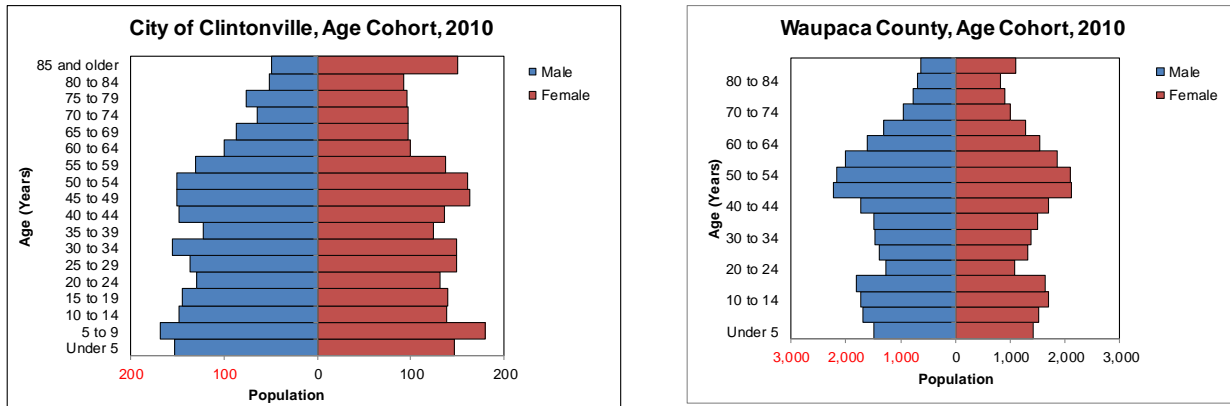 City of Clintonville, Age Cohort, 2010
Age (Years)
85 and older
80 to 84
75 to 79
70 to 74
65 to 69
60 to 64
55 to 59
50 to 54
45 to 49
40 to 44
35 to 39
30 to 34
25 to 29
20 to 24
15 to 19
10 to 14
5 to 9
Under 5
200 100 0 100 200
Population
Male
Female
Waupaca County, Age Cohort, 2010
Age (Years)
80 to 84
70 to 74
60 to 64
50 to 54
40 to 44
30 to 34
20 to 24
10 to 14
Under 5
3,000 2,000 1,000 0 1,000 2,000 3,000
Population
Male
Female